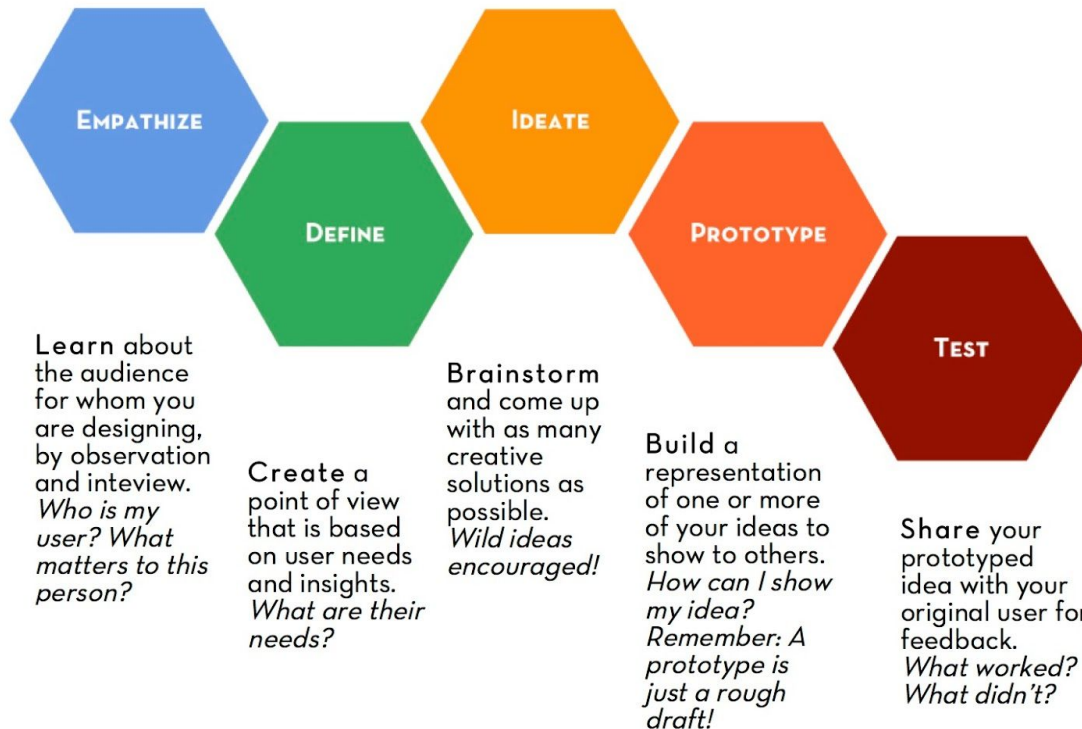 EMPATHIZE
Learn about
the audience
for whom you
are designing,
by observation
and inteview.
Who is my
user? What
matters to this
person?
DEFINE
Create a
point of view
that is based
on user needs
and insights.
What are their
needs?
IDEATE
Brainstorm
and come up
with as many
creative
solutions as
possible.
Wild ideas
encouraged!
PROTOTYPE
Build a
representation
of one or more
of your ideas to
show to others.
How can I show
my idea?
Remember: A
prototype is
just a rough
draft!
TEST
Share your
prototyped
idea with your
original user for
feedback.
What worked?
What didn't?